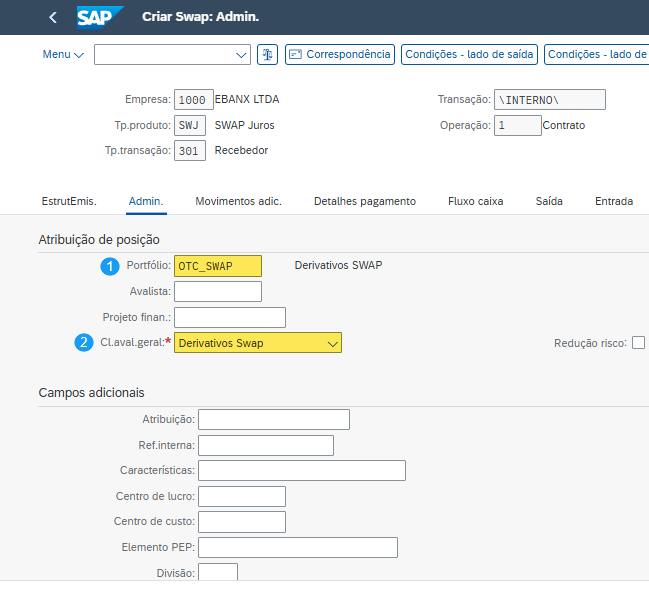 SAP Criar Swap: Admin.
Menu Correspondência Condições - lado de saída Condições - lado de
Empresa: 1000 EBANX LTDA Transação: \INTERNO\
Tp.produto: SWJ SWAP Juros Operação: 1 Contrato
Tp.transação: 301 Recebedor
EstrutEmis. Admin. Movimentos adic. Detalhes pagamento Fluxo caixa Saída Entrada
Atribuição de posição
1 Portfólio: OTC_SWAP Derivativos SWAP
Avalista:
Projeto finan.:
2 Cl.aval.geral:* Derivativos Swap Redução risco:
Campos adicionais
Atribuição:
Ref.interna:
Características:
Centro de lucro:
Centro de custo:
Elemento PEP:
Divisão: